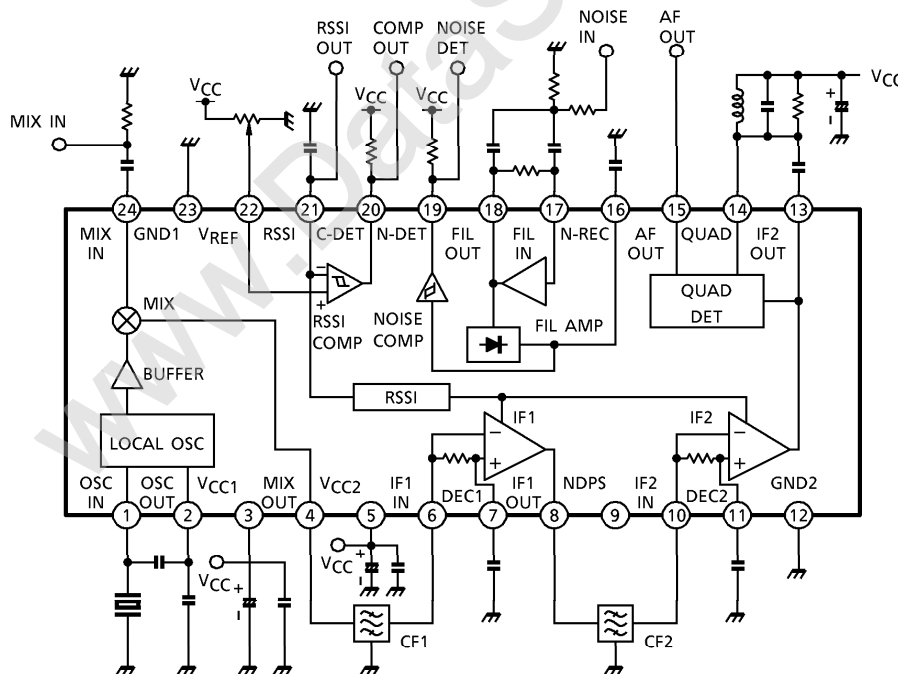 RSSI OUT
COMP OUT
NOISE DET
NOISE IN
AF OUT
VCC
VCC
VCC
VCC
MIX IN
+
-
24 23 22 21 20 19 18 17 16 15 14 13
MIX IN
GND1
VREF
RSSI
C-DET
N-DET
FIL OUT
FIL IN
N-REC
AF OUT
QUAD
IF2 OUT
MIX
-
+
RSSI COMP
NOISE COMP
FIL AMP
QUAD DET
BUFFER
RSSI
LOCAL OSC
IF1
-
+
IF2
-
+
OSC IN
OSC OUT
VCC1
MIX OUT
VCC2
IF1 IN
DEC1
IF1 OUT
NDPS
IF2 IN
DEC2
GND2
1 2 3 4 5 6 7 8 9 10 11 12
VCC
+
-
VCC
+
-
CF1
CF2
www.DataS